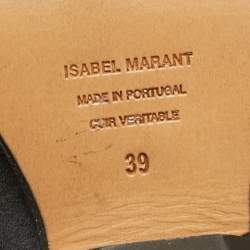 ISABEL MARANT
MADE IN PORTUGAL
CUIR VERITABLE
39